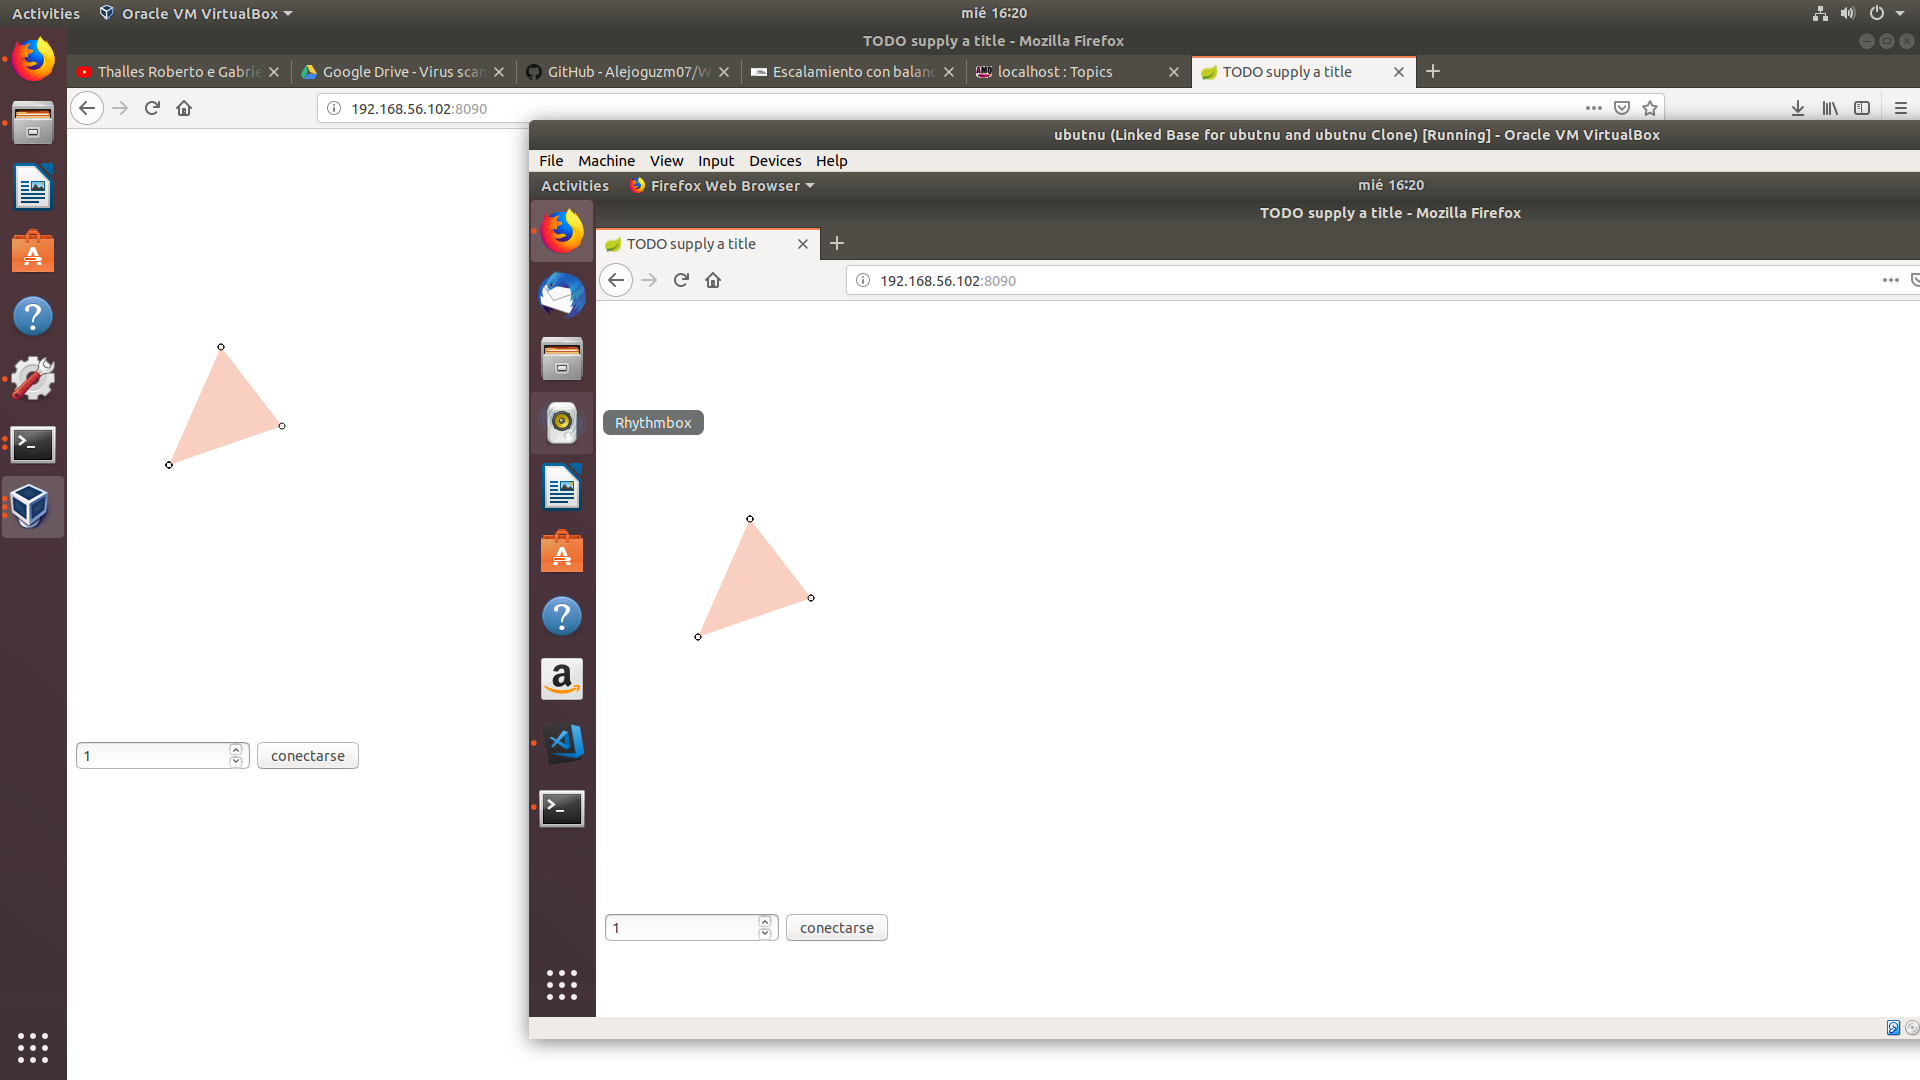 Activities Oracle VM VirtualBox mié 16:20
TODO supply a title - Mozilla Firefox
Thalles Roberto e Gabrie Google Drive - Virus scan GitHub - Alejoguzm07/W Escalamiento con balanc localhost : Topics TODO supply a title
192.168.56.102:8090
ubutnu (Linked Base for ubutnu and ubutnu Clone) [Running] - Oracle VM VirtualBox
File Machine View Input Devices Help
Activities Firefox Web Browser mié 16:20
TODO supply a title - Mozilla Firefox
TODO supply a title
192.168.56.102:8090
Rhythmbox
1 conectarse
1 conectarse